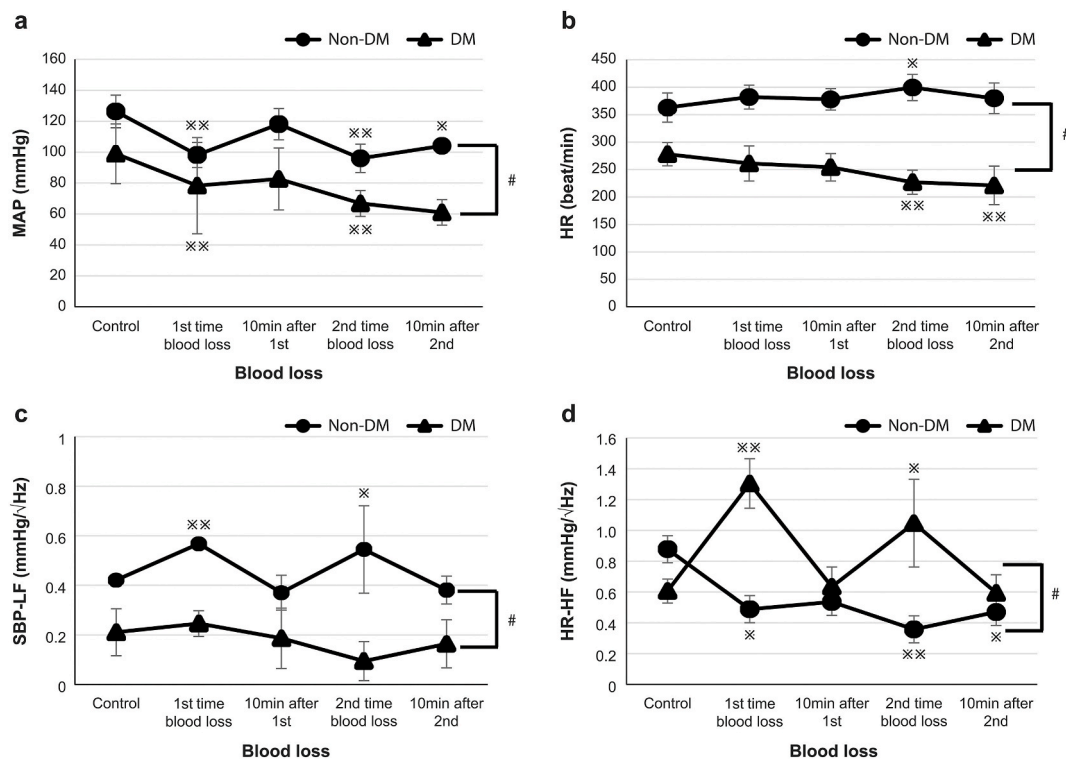 a
Non-DM DM
160
140
120
100
80
60
40
20
0
MAP (mmHg)
※※
※※
※※
※※
※
#
Control
1st time
blood loss
10min after
1st
2nd time
blood loss
10min after
2nd
Blood loss
b
Non-DM DM
450
400
350
300
250
200
150
100
50
0
HR (beat/min)
※
※※
※※
#
Control
1st time
blood loss
10min after
1st
2nd time
blood loss
10min after
2nd
Blood loss
c
Non-DM DM
1
0.8
0.6
0.4
0.2
0
SBP-LF (mmHg/√Hz)
※※
※
#
Control
1st time
blood loss
10min after
1st
2nd time
blood loss
10min after
2nd
Blood loss
d
Non-DM DM
1.6
1.4
1.2
1.0
0.8
0.6
0.4
0.2
0
HR-HF (mmHg/√Hz)
※※
※
※
※※
※
#
Control
1st time
blood loss
10min after
1st
2nd time
blood loss
10min after
2nd
Blood loss